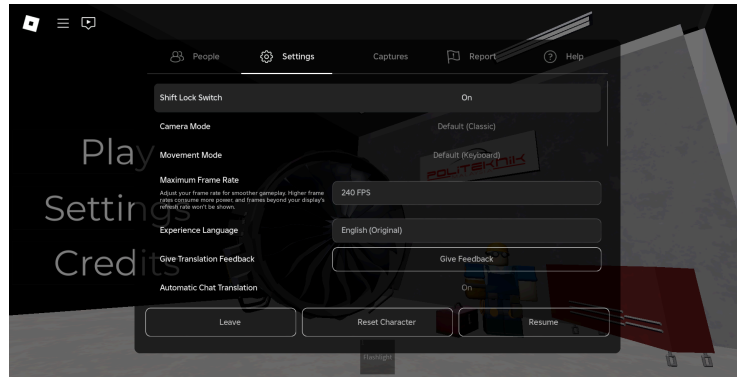 People
Settings
Captures
Report
Help
Shift Lock Switch
On
Camera Mode
Default (Classic)
Movement Mode
Default (Keyboard)
Maximum Frame Rate
Adjust your frame rate for smoother gameplay. Higher frame
rates consume more power, and frames beyond your display's
refresh rate won't be shown.
240 FPS
Experience Language
English (Original)
Give Translation Feedback
Give Feedback
Automatic Chat Translation
On
Leave
Reset Character
Resume
Play
Settings
Credits
POLITEKNIK
Flashlight